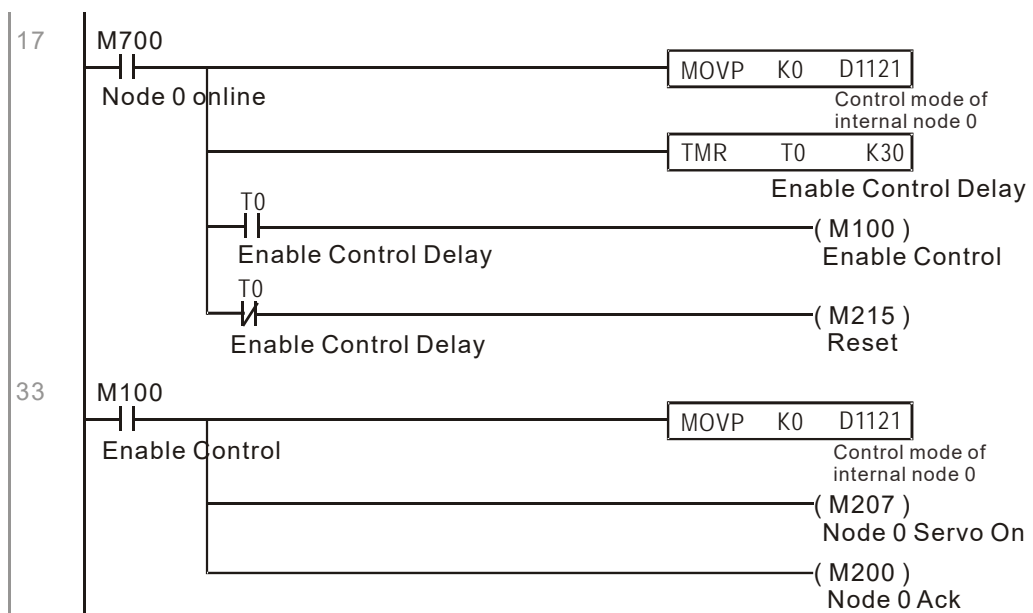 17
M700
Node 0 online
MOVP K0 D1121
Control mode of
internal node 0
TMR T0 K30
Enable Control Delay
T0
Enable Control Delay
( M100 )
Enable Control
T0
Enable Control Delay
( M215 )
Reset
33
M100
Enable Control
MOVP K0 D1121
Control mode of
internal node 0
( M207 )
Node 0 Servo On
( M200 )
Node 0 Ack